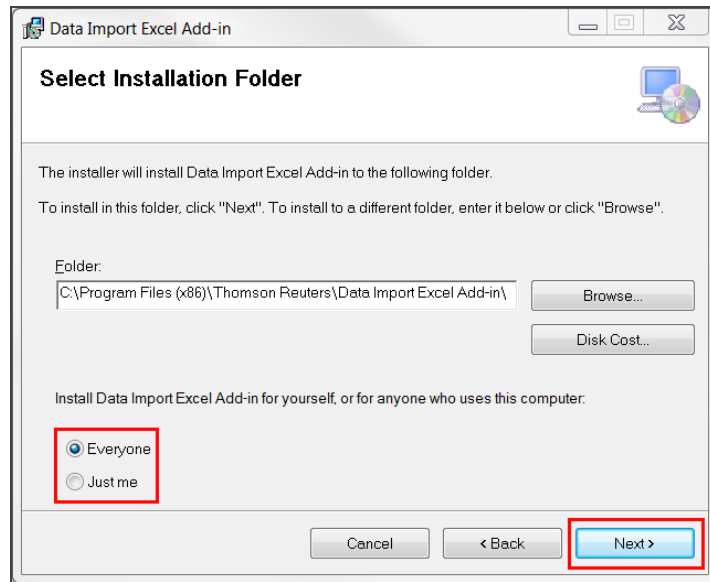 Data Import Excel Add-in
Select Installation Folder
The installer will install Data Import Excel Add-in to the following folder.
To install in this folder, click "Next". To install to a different folder, enter it below or click "Browse".
Folder:
C:\Program Files (x86)\Thomson Reuters\Data Import Excel Add-in\
Browse...
Disk Cost...
Install Data Import Excel Add-in for yourself, or for anyone who uses this computer:
Everyone
Just me
Cancel
< Back
Next >